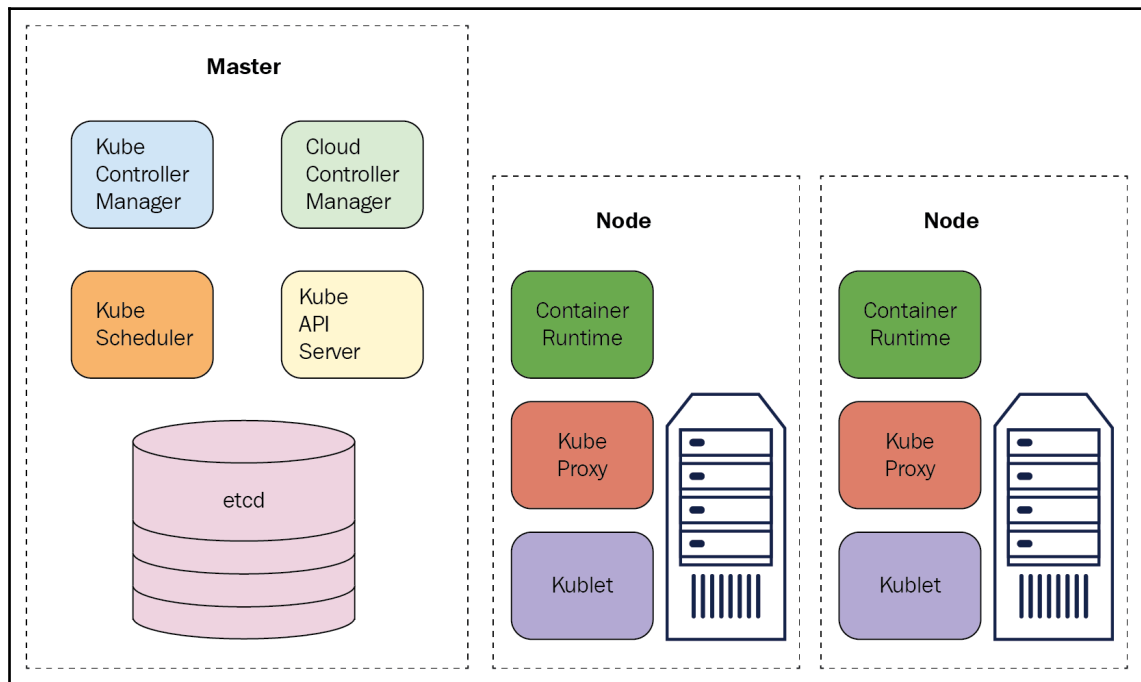 Master
Kube
Controller
Manager
Cloud
Controller
Manager
Kube
Scheduler
Kube
API
Server
etcd
Node
Container
Runtime
Kube
Proxy
Kublet
Node
Container
Runtime
Kube
Proxy
Kublet